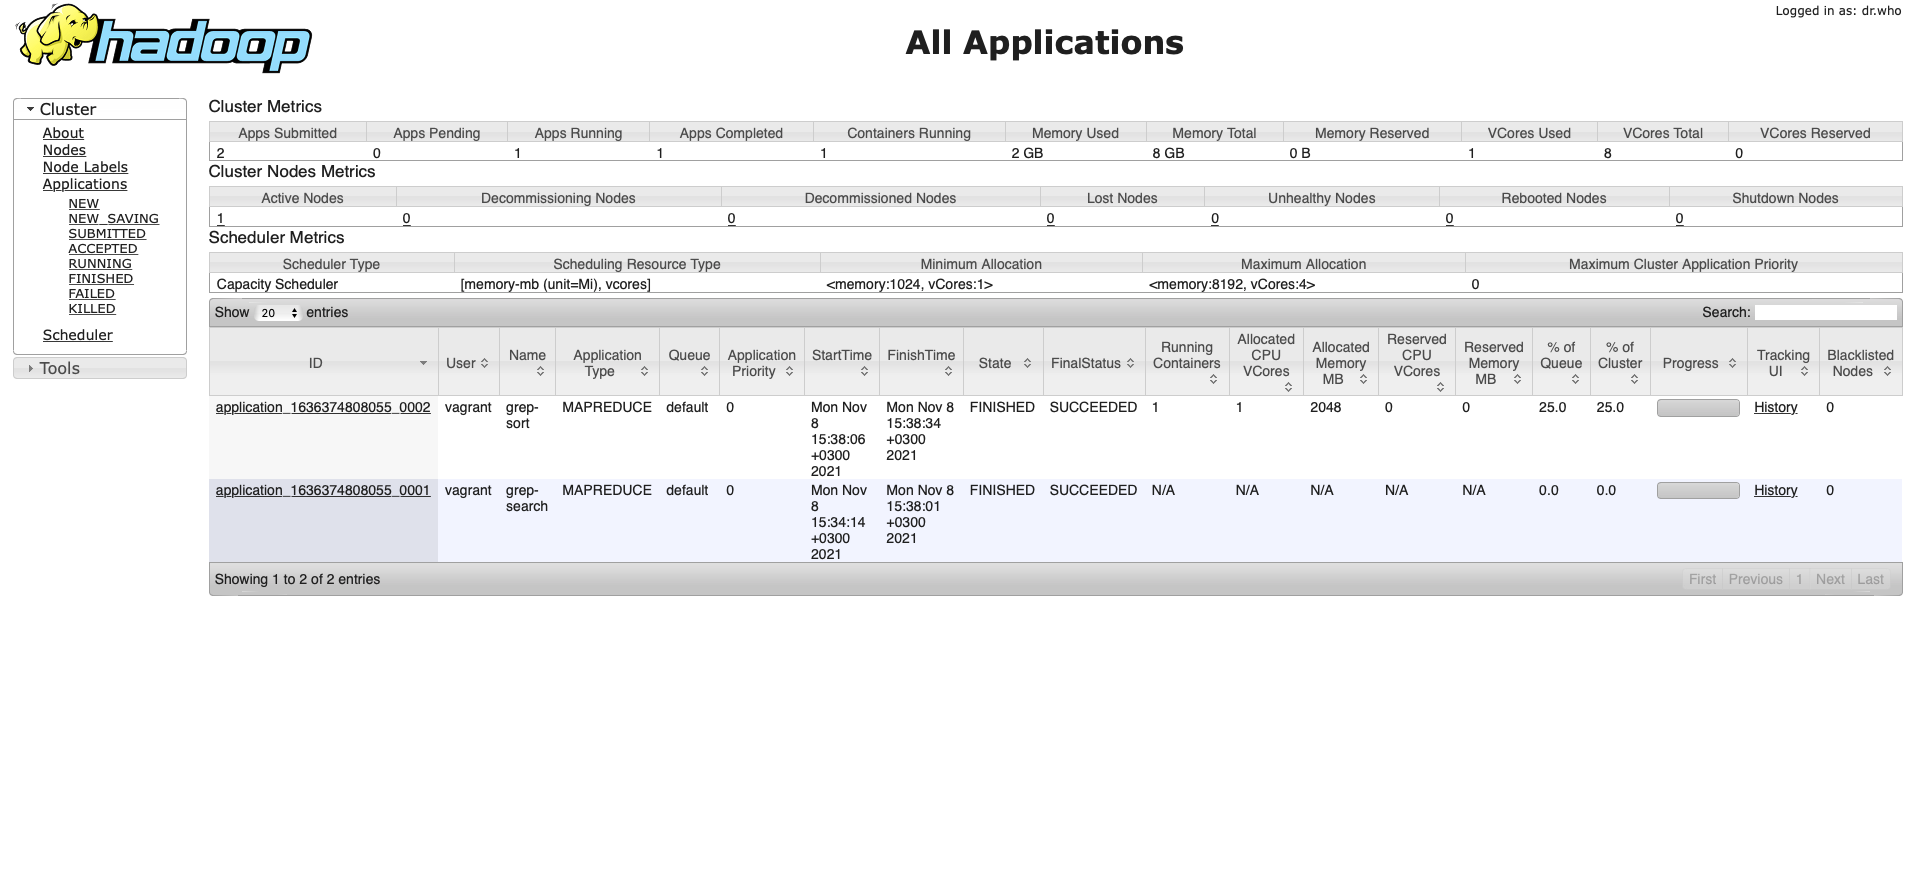 hadoop
Logged in as: dr.who
All Applications
Cluster
About
Nodes
Node Labels
Applications
NEW
NEW_SAVING
SUBMITTED
ACCEPTED
RUNNING
FINISHED
FAILED
KILLED
Scheduler
Tools
Cluster Metrics
Apps Submitted Apps Pending Apps Running Apps Completed Containers Running Memory Used Memory Total Memory Reserved VCores Used VCores Total VCores Reserved
2 0 1 1 1 2 GB 8 GB 0 B 1 8 0
Cluster Nodes Metrics
Active Nodes Decommissioning Nodes Decommissioned Nodes Lost Nodes Unhealthy Nodes Rebooted Nodes Shutdown Nodes
1 0 0 0 0 0 0
Scheduler Metrics
Scheduler Type Scheduling Resource Type Minimum Allocation Maximum Allocation Maximum Cluster Application Priority
Capacity Scheduler [memory-mb (unit=Mi), vcores] <memory:1024, vCores:1> <memory:8192, vCores:4> 0
Show 20 entries Search:
ID
User
Name
Application
Type
Queue
Application
Priority
StartTime
FinishTime
State
FinalStatus
Running
Containers
Allocated
CPU
VCores
Allocated
Memory
MB
Reserved
CPU
VCores
Reserved
Memory
MB
% of
Queue
% of
Cluster
Progress
Tracking
UI
Blacklisted
Nodes
application_1636374808055_0002 vagrant grep- MAPREDUCE default 0 Mon Nov Mon Nov 8 FINISHED SUCCEEDED 1 1 2048 0 0 25.0 25.0 History 0
sort 8 15:38:34
15:38:06 +0300
+0300 2021
2021
application_1636374808055_0001 vagrant grep- MAPREDUCE default 0 Mon Nov Mon Nov 8 FINISHED SUCCEEDED N/A N/A N/A N/A N/A 0.0 0.0 History 0
search 8 15:38:01
15:34:14 +0300
+0300 2021
2021
Showing 1 to 2 of 2 entries First Previous 1 Next Last